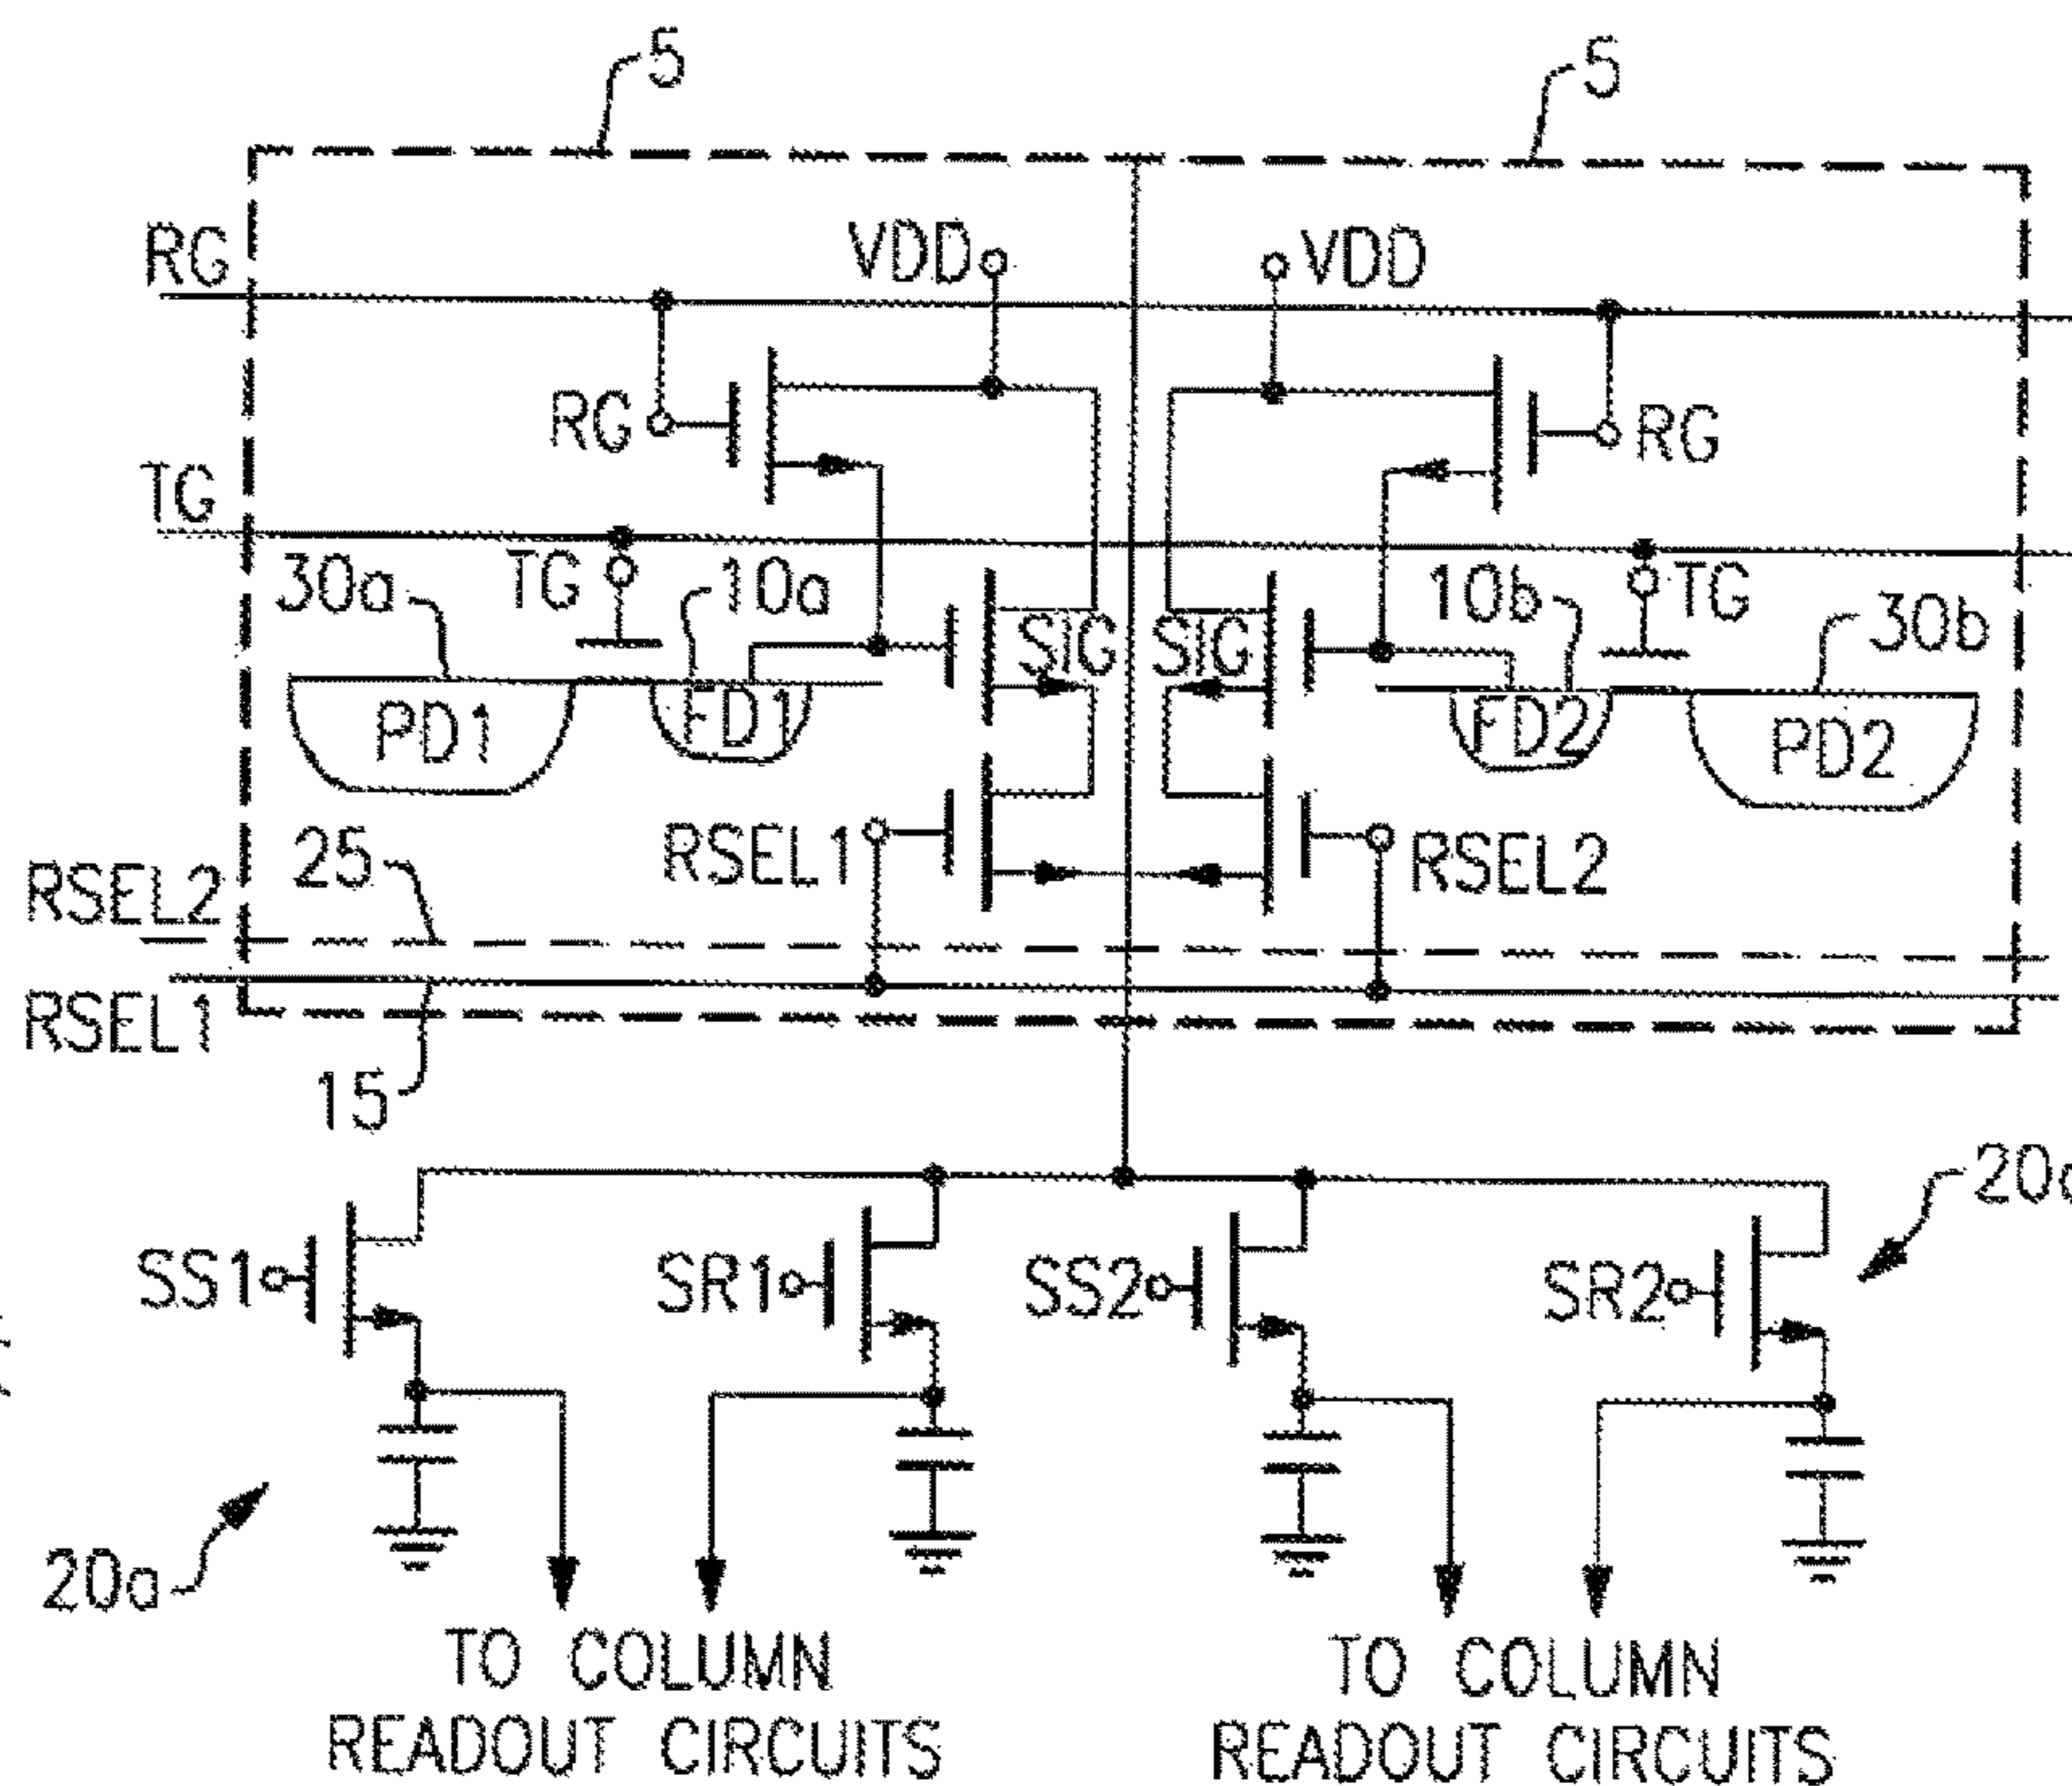 5
5
RG
VDD
VDD
RG
RG
TG
30a
TG
10a
10b
TG
30b
SIG
SIG
PD1
FD1
FD2
PD2
RSEL1
RSEL2
25
RSEL2
RSEL1
15
SS1
SR1
SS2
SR2
20a
TO COLUMN
READOUT CIRCUITS
TO COLUMN
READOUT CIRCUITS